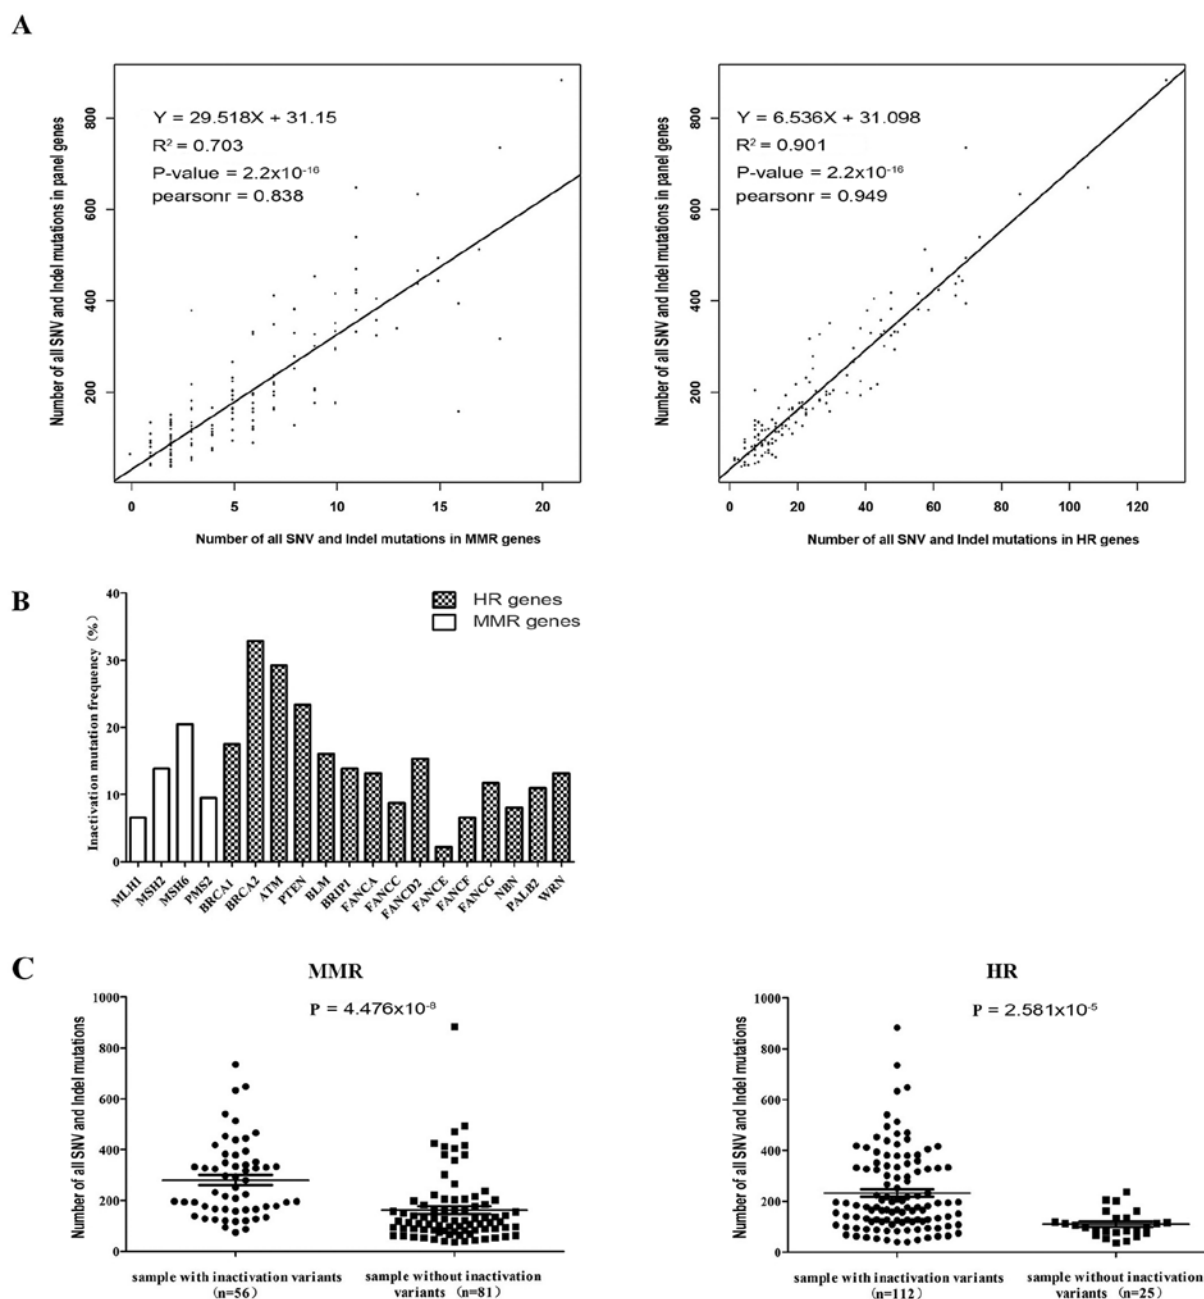 A
Y = 29.518X + 31.15
R² = 0.703
P-value = 2.2x10⁻¹⁶
pearsonr = 0.838
Number of all SNV and Indel mutations in panel genes
200
400
600
800
0
5
10
15
20
Number of all SNV and Indel mutations in MMR genes
Y = 6.536X + 31.098
R² = 0.901
P-value = 2.2x10⁻¹⁶
pearsonr = 0.949
Number of all SNV and Indel mutations in panel genes
200
400
600
800
0
20
40
60
80
100
120
Number of all SNV and Indel mutations in HR genes
B
HR genes
MMR genes
Inactivation mutation frequency (%)
40
30
20
10
0
MLH1
MSH2
MSH6
PMS2
BRCA1
BRCA2
ATM
PTEN
BLM
BRIP1
FANCA
FANCC
FANCD2
FANCE
FANCF
FANCG
NBN
PALB2
WRN
C
MMR
P = 4.476x10⁻⁸
Number of all SNV and Indel mutations
1000
800
600
400
200
0
sample with inactivation variants
(n=56)
sample without inactivation
variants (n=81)
HR
P = 2.581x10⁻⁵
Number of all SNV and Indel mutations
1000
800
600
400
200
0
sample with inactivation variants
(n=112)
sample without inactivation
variants (n=25)